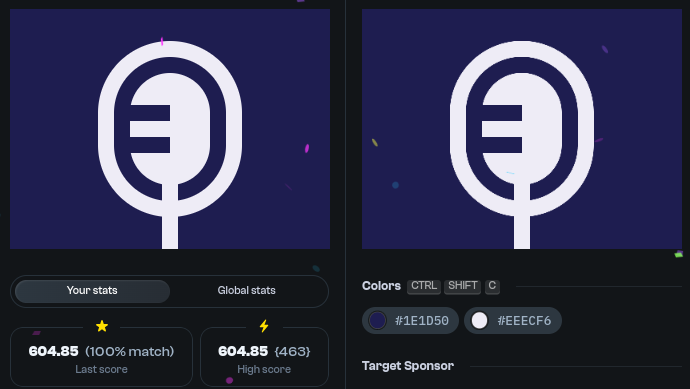 Your stats
Global stats
604.85 (100% match)
Last score
604.85 {463}
High score
Colors CTRL SHIFT C
#1E1D50
#EEECF6
Target Sponsor